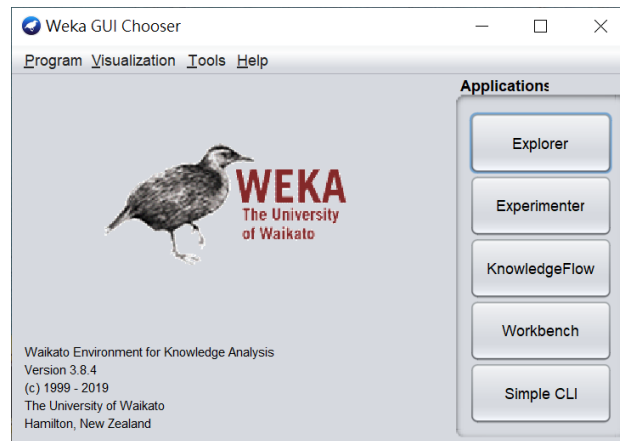 Weka GUI Chooser
Program Visualization Tools Help
Applications
WEKA
The University
of Waikato
Explorer
Experimenter
KnowledgeFlow
Workbench
Simple CLI
Waikato Environment for Knowledge Analysis
Version 3.8.4
(c) 1999 - 2019
The University of Waikato
Hamilton, New Zealand